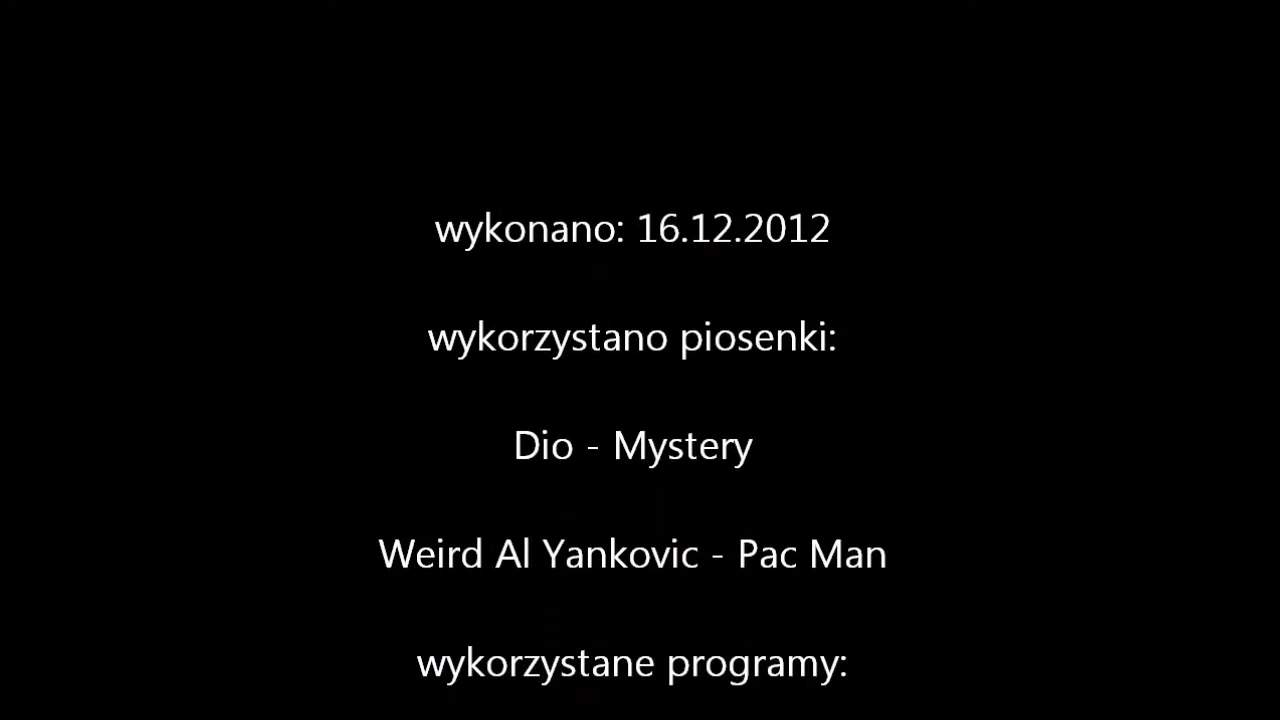 wykonano: 16.12.2012
wykorzystano piosenki:
Dio - Mystery
Weird Al Yankovic - Pac Man
wykorzystane programy: